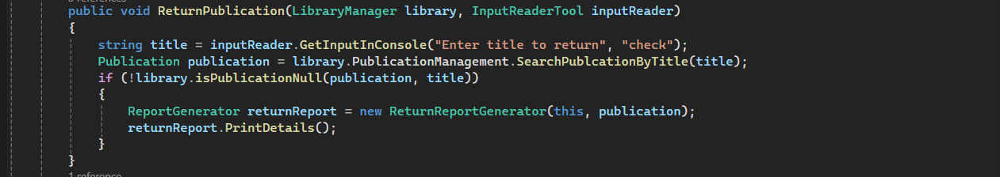 public void ReturnPublication(LibraryManager library, InputReaderTool inputReader)
{
string title = inputReader.GetInputInConsole("Enter title to return", "check");
Publication publication = library.PublicationManagement.SearchPublcationByTitle(title);
if (!library.isPublicationNull(publication, title))
{
ReportGenerator returnReport = new ReturnReportGenerator(this, publication);
returnReport.PrintDetails();
}
}
1 reference